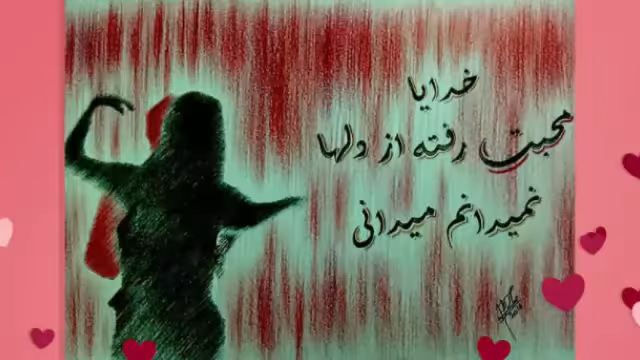 خدایا
محبت رفته از دلها
نمیدانم میدانی